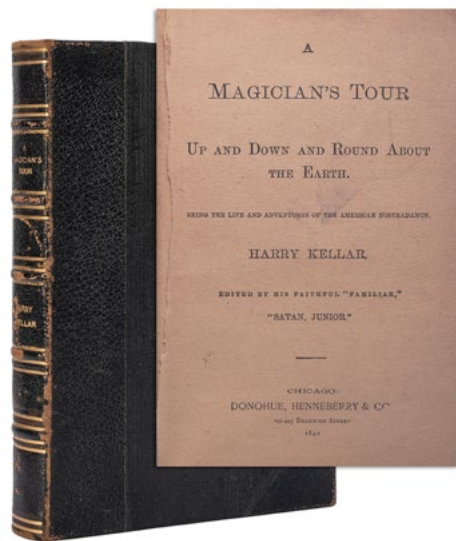 A
MAGICIAN'S
TOUR
KELLAR
A
MAGICIAN'S TOUR
UP AND DOWN AND ROUND ABOUT
THE EARTH.
BEING THE LIFE AND ADVENTURES OF THE AMERICAN NOSTRADAMUS,
HARRY KELLAR,
EDITED BY HIS FAITHFUL "FAMILIAR,"
"SATAN, JUNIOR."
CHICAGO:
DONOHUE, HENNEBERRY & CO
DEARBORN STREET